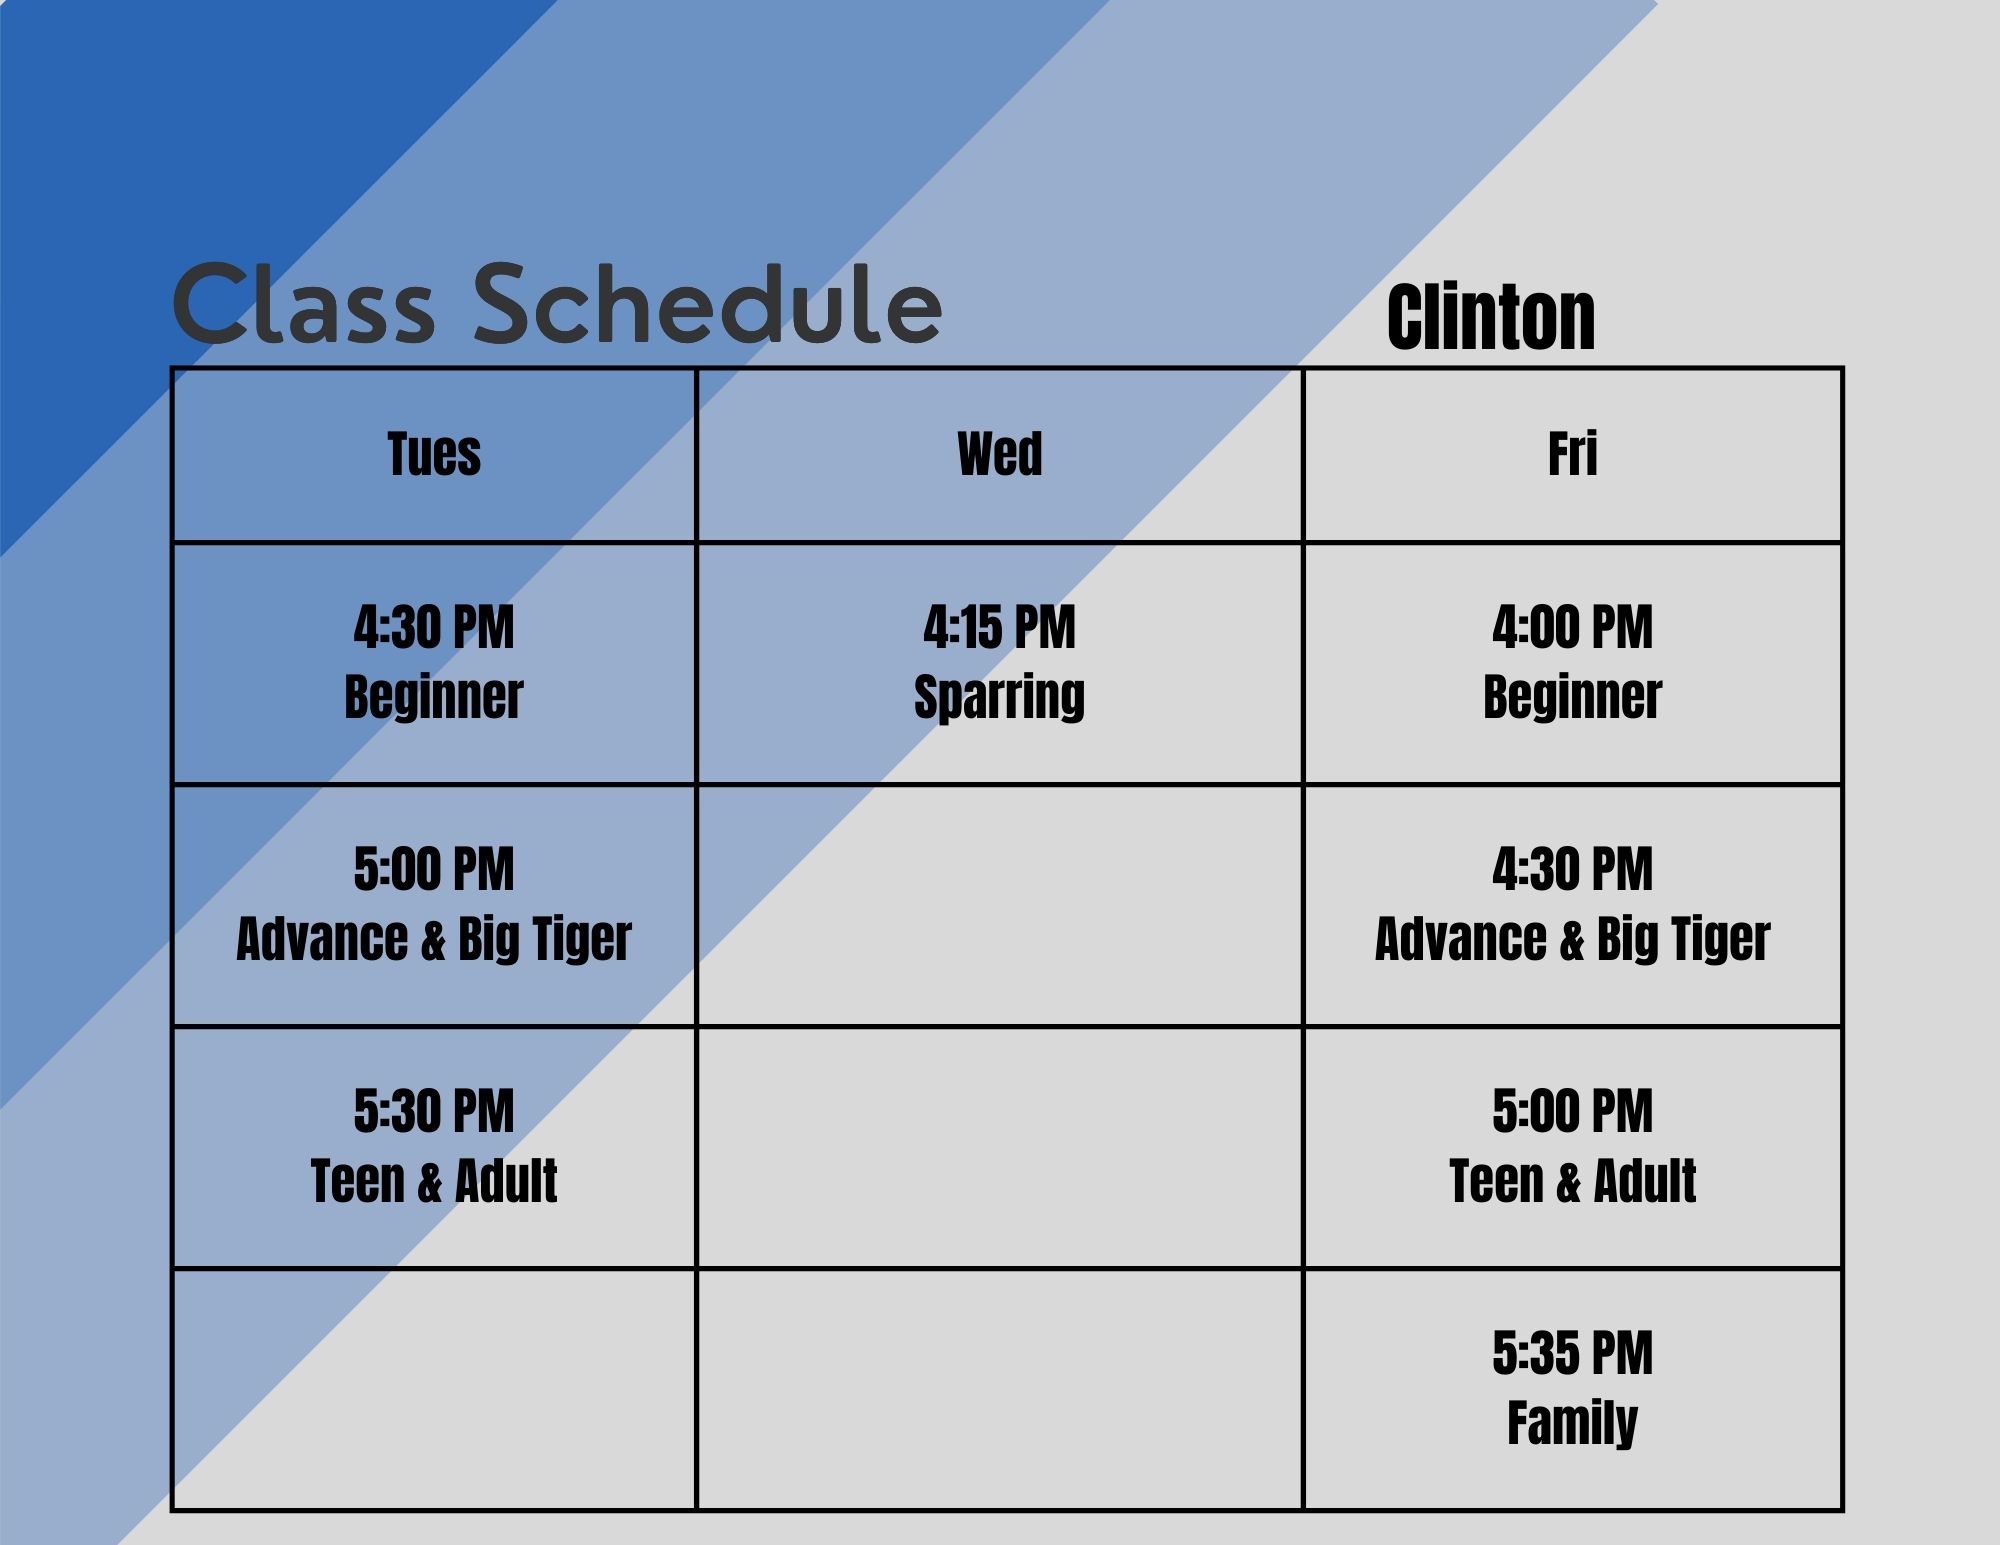 Class Schedule
Clinton
Tues
Wed
Fri
4:30 PM
Beginner
4:15 PM
Sparring
4:00 PM
Beginner
5:00 PM
Advance & Big Tiger
4:30 PM
Advance & Big Tiger
5:30 PM
Teen & Adult
5:00 PM
Teen & Adult
5:35 PM
Family